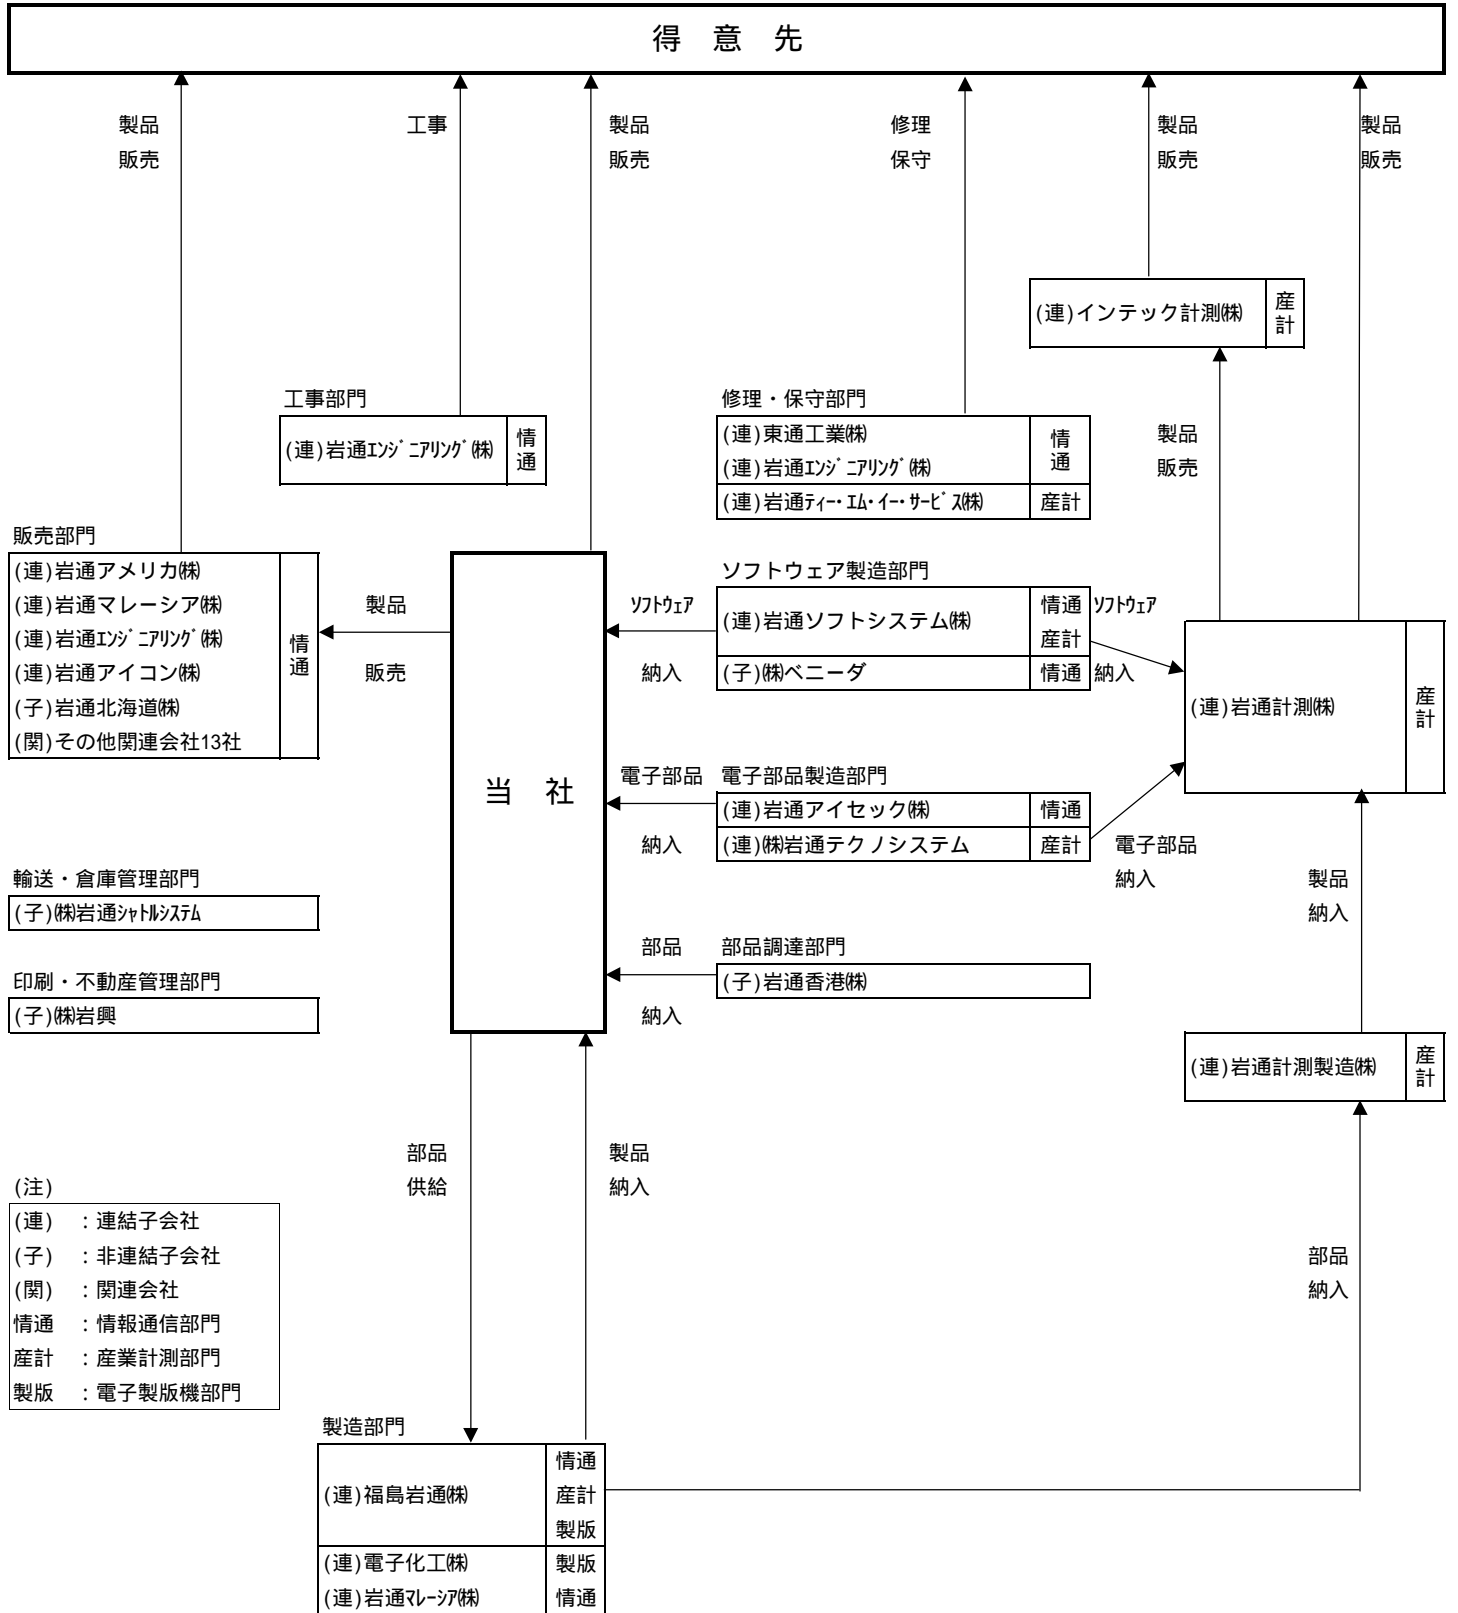 得 意 先
製品
販売
工事
製品
販売
修理
保守
製品
販売
製品
販売
(連)インテック計測㈱
産計
工事部門
(連)岩通ｴﾝｼﾞﾆｱﾘﾝｸﾞ㈱
情通
修理・保守部門
(連)東通工業㈱
(連)岩通ｴﾝｼﾞﾆｱﾘﾝｸﾞ㈱
情通
(連)岩通ﾃｨｰ・ｴﾑ・ｲｰ・ｻｰﾋﾞｽ㈱
産計
製品
販売
販売部門
(連)岩通アメリカ㈱
(連)岩通マレーシア㈱
(連)岩通ｴﾝｼﾞﾆｱﾘﾝｸﾞ㈱
(連)岩通アイコン㈱
(子)岩通北海道㈱
(関)その他関連会社13社
情通
製品
販売
当 社
ｿﾌﾄｳｪｱ
納入
ソフトウェア製造部門
(連)岩通ソフトシステム㈱
情通
産計
(子)㈱ベニーダ
情通
ｿﾌﾄｳｪｱ
納入
(連)岩通計測㈱
産計
電子部品
納入
電子部品製造部門
(連)岩通アイセック㈱
情通
(連)㈱岩通テクノシステム
産計
電子部品
納入
製品
納入
輸送・倉庫管理部門
(子)㈱岩通ｼｬﾄﾙｼｽﾃﾑ
部品
納入
部品調達部門
(子)岩通香港㈱
印刷・不動産管理部門
(子)㈱岩興
(連)岩通計測製造㈱
産計
部品
供給
製品
納入
部品
納入
(注)
(連) ：連結子会社
(子) ：非連結子会社
(関) ：関連会社
情通 ：情報通信部門
産計 ：産業計測部門
製版 ：電子製版機部門
製造部門
(連)福島岩通㈱
情通
産計
製版
(連)電子化工㈱
製版
(連)岩通ﾏﾚｰｼｱ㈱
情通